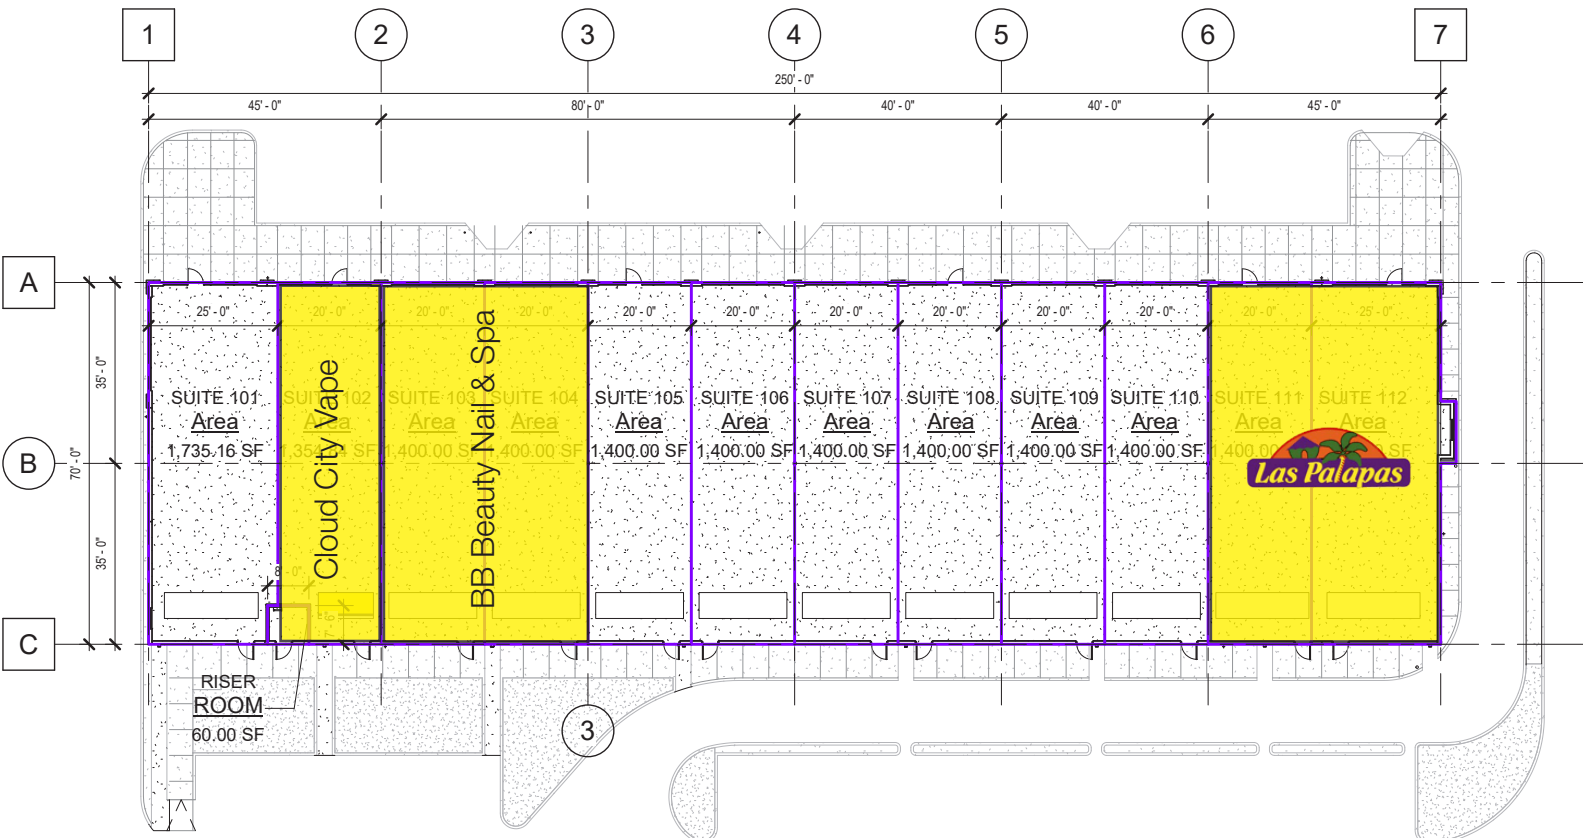 1 2 3 4 5 6 7
250' - 0"
45' - 0" 80' - 0" 40' - 0" 40' - 0" 45' - 0"
A
B
C
35' - 0"
70' - 0"
35' - 0"
25' - 0" 20' - 0" 20' - 0" 20' - 0" 20' - 0" 20' - 0" 20' - 0" 20' - 0" 20' - 0" 20' - 0" 20' - 0" 25' - 0"
SUITE 101
Area
1,735.16 SF
SUITE 102
Area
SF
Cloud City Vape
SUITE 103
Area
1,400.00 SF
BB Beauty Nail & Spa
SUITE 104
Area
1,400.00 SF
SUITE 105
Area
1,400.00 SF
SUITE 106
Area
1,400.00 SF
SUITE 107
Area
1,400.00 SF
SUITE 108
Area
1,400.00 SF
SUITE 109
Area
1,400.00 SF
SUITE 110
Area
1,400.00 SF
SUITE 111
Area
SUITE 112
Area
SF
Las Palapas
RISER
ROOM
60.00 SF
3